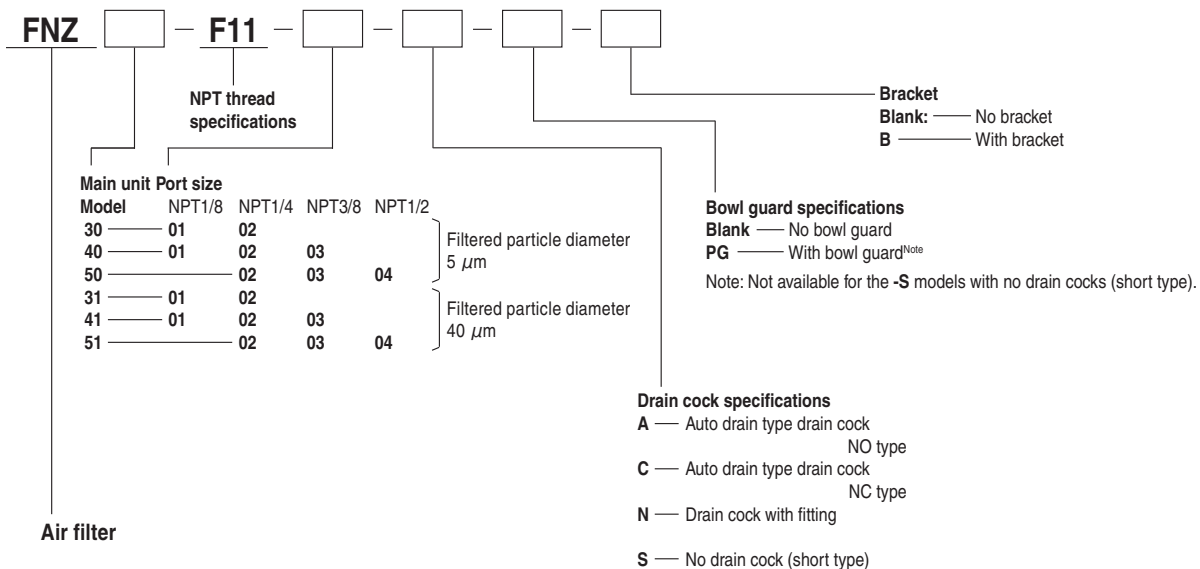 FNZ – F11 – – – –
NPT thread
specifications
Bracket
Blank: No bracket
B With bracket
Main unit Port size
Model NPT1/8 NPT1/4 NPT3/8 NPT1/2
30 01 02
40 01 02 03
50 02 03 04
Filtered particle diameter
5 μm
31 01 02
41 01 02 03
51 02 03 04
Filtered particle diameter
40 μm
Bowl guard specifications
Blank No bowl guard
PG With bowl guardNote
Note: Not available for the -S models with no drain cocks (short type).
Drain cock specifications
A Auto drain type drain cock
NO type
C Auto drain type drain cock
NC type
N Drain cock with fitting
S No drain cock (short type)
Air filter